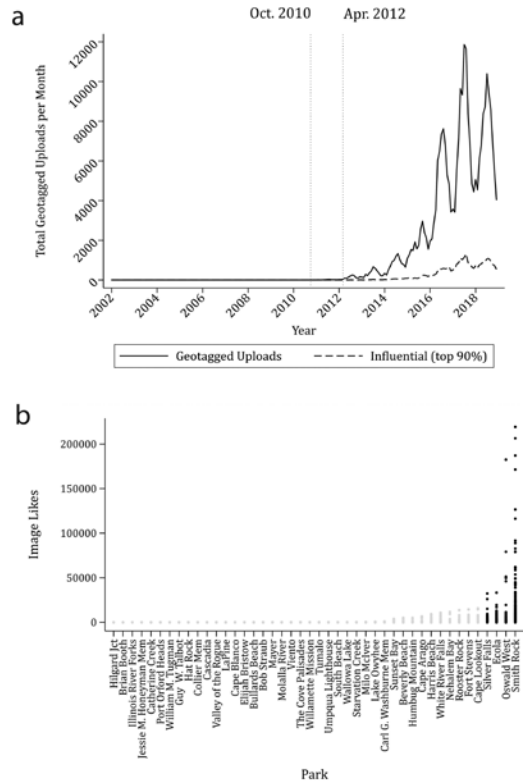 a
Oct. 2010 Apr. 2012
Total Geotagged Uploads per Month
12000
10000
8000
6000
4000
2000
0
2002 2004 2006 2008 2010 2012 2014 2016 2018
Year
Geotagged Uploads Influential (top 90%)
b
Image Likes
200000
150000
100000
50000
0
Hilgard Jct
Brian Booth
Illinois River Forks
Jessie M. Honeyman Mem
Catherine Creek
Port Orford Heads
William M. Tugman
Guy W. Talbot
Hat Rock
Collier Mem
Cascadia
Valley of the Rogue
LaPine
Cape Blanco
Elijah Bristow
Bullards Beach
Bob Straub
Mayer
Molalla River
Viento
The Cove Palisades
Willamette Mission
Tumalo
Umpqua Lighthouse
South Beach
Wallowa Lake
Starvation Creek
Milo McIver
Lake Owyhee
Carl G. Washburne Mem
Sunset Bay
Beverly Beach
Humbug Mountain
Cape Arago
Harris Beach
White River Falls
Nehalem Bay
Rooster Rock
Fort Stevens
Cape Lookout
Silver Falls
Ecola
Oswald West
Smith Rock
Park